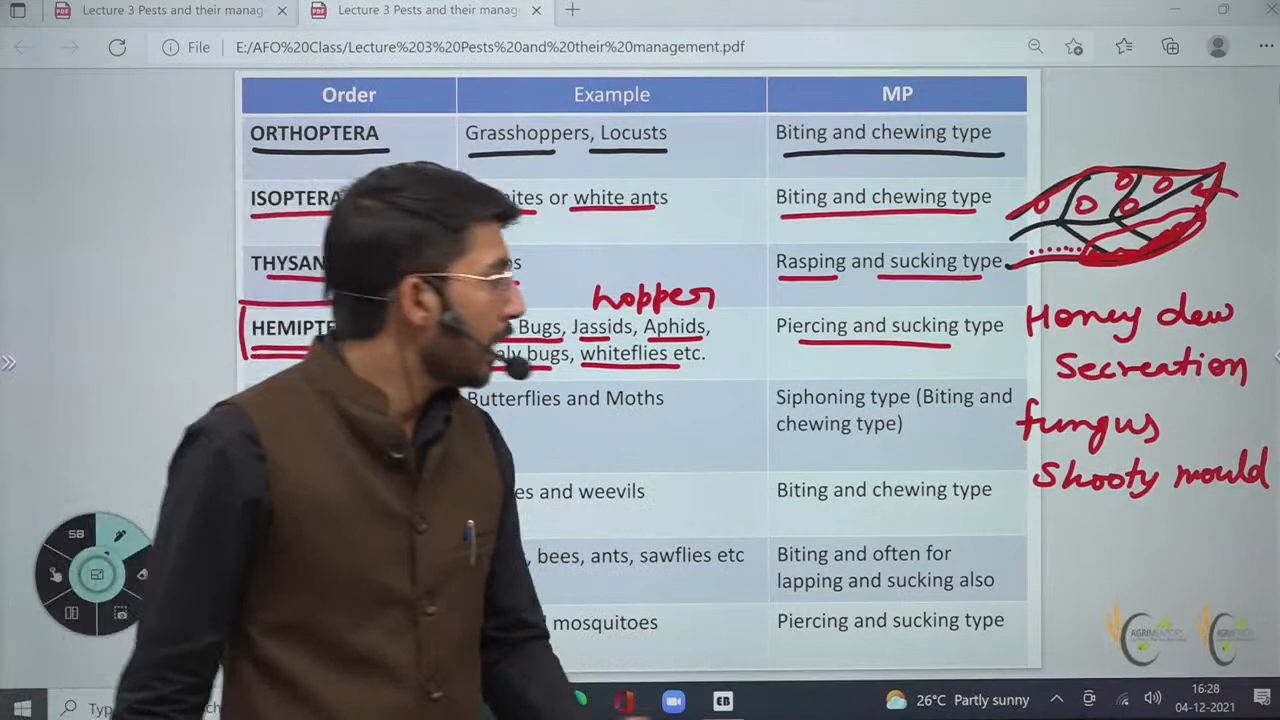 Lecture 3 Pests and their manag
Lecture 3 Pests and their manag
File
E:/AFO%20Class/Lecture%203%20Pests%20and%20their%20management.pdf
Order Example MP
ORTHOPTERA Grasshoppers, Locusts Biting and chewing type
ISOPTERA or white ants Biting and chewing type
Rasping and sucking type
hopper
Bugs, Jassids, Aphids, Piercing and sucking type
bugs, whiteflies etc.
Honey dew
Secreation
Butterflies and Moths Siphoning type (Biting and
chewing type)
fungus
Shooty mould
and weevils Biting and chewing type
, bees, ants, sawflies etc Biting and often for
lapping and sucking also
mosquitoes Piercing and sucking type
58
AGRIMENTORS
26°C Partly sunny
16:28
04-12-2021
EB